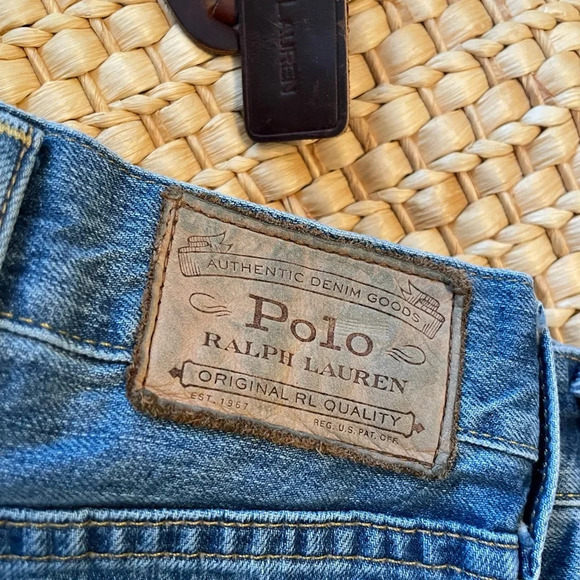 LAUREN
AUTHENTIC DENIM GOODS
Polo
RALPH LAUREN
ORIGINAL RL QUALITY
EST. 1967
REG. U.S. PAT. OFF.